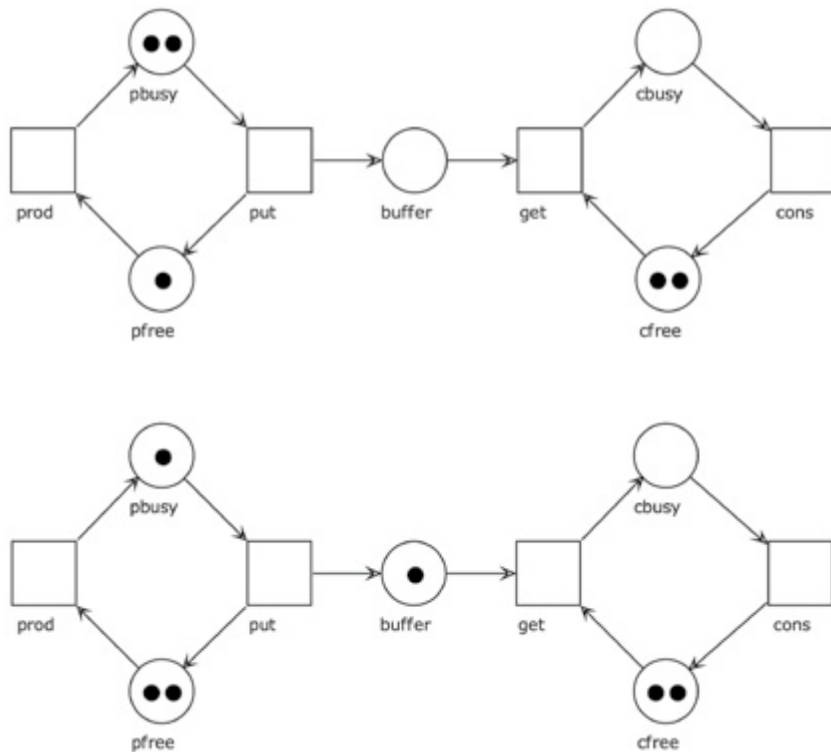 pbusy
cbusy
prod
put
buffer
get
cons
pfree
cfree
pbusy
cbusy
prod
put
buffer
get
cons
pfree
cfree